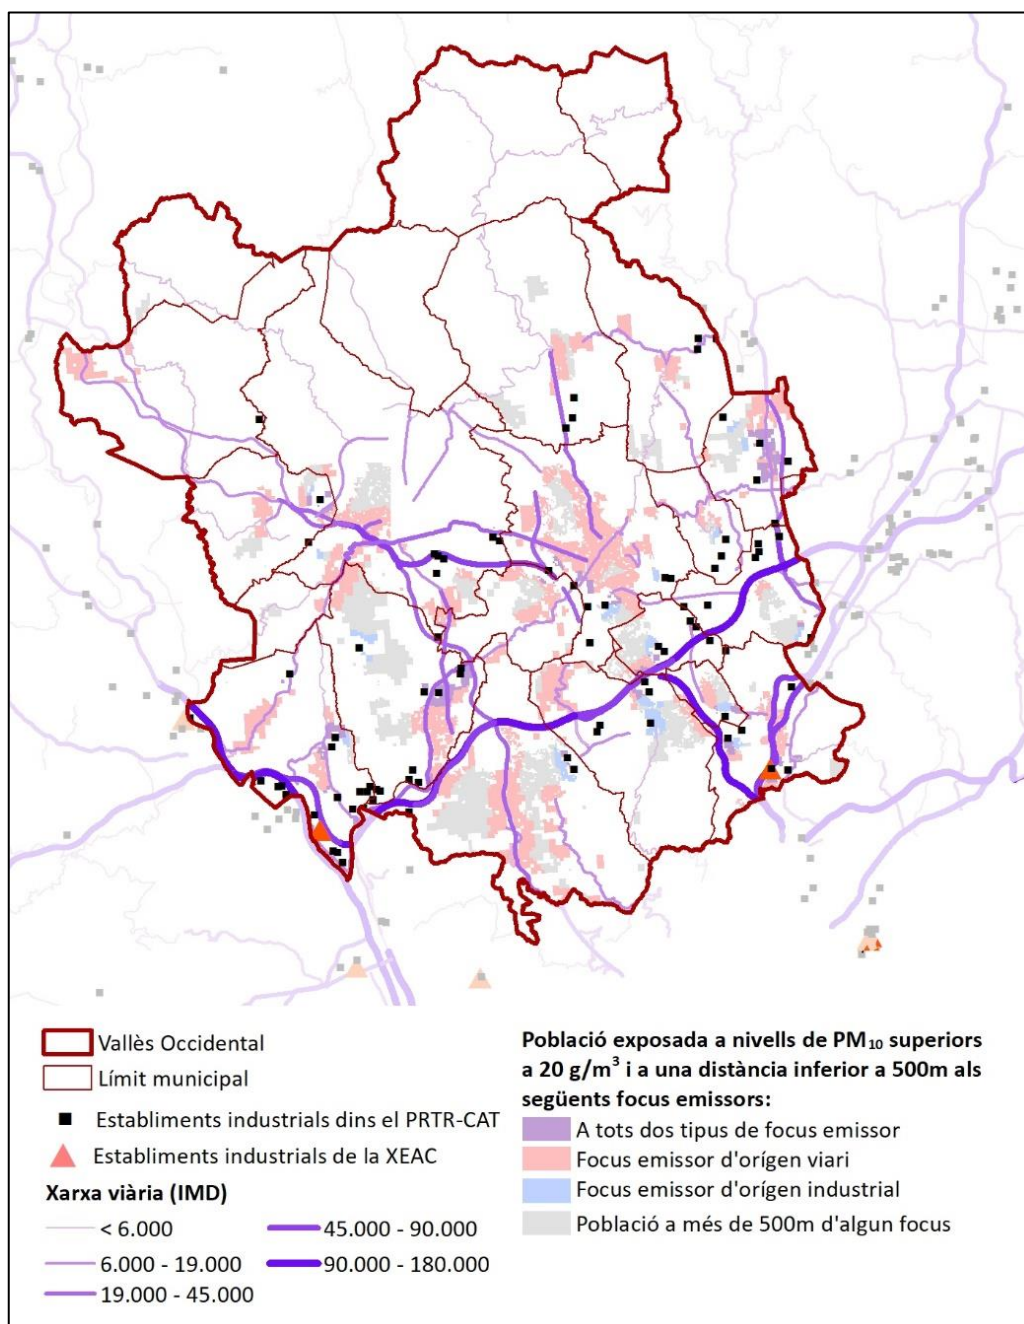 Vallès Occidental
Límit municipal
Establiments industrials dins el PRTR-CAT
Establiments industrials de la XEAC
Xarxa viària (IMD)
< 6.000
6.000 - 19.000
19.000 - 45.000
45.000 - 90.000
90.000 - 180.000
Població exposada a nivells de PM₁₀ superiors
a 20 g/m³ i a una distància inferior a 500m als
següents focus emissors:
A tots dos tipus de focus emissor
Focus emissor d'orígen viari
Focus emissor d'orígen industrial
Població a més de 500m d'algun focus